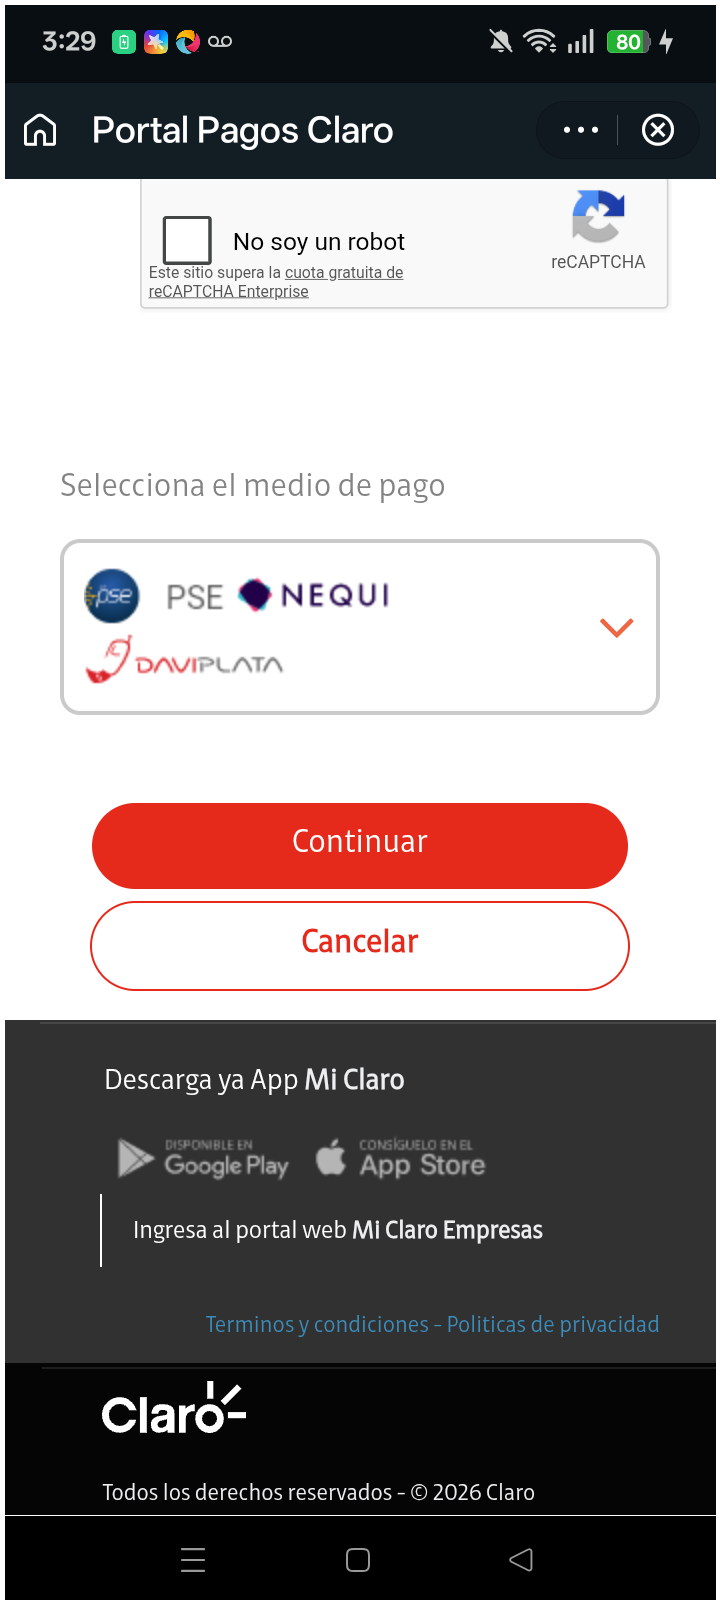 3:29
80
Portal Pagos Claro
No soy un robot
Este sitio supera la cuota gratuita de
reCAPTCHA Enterprise
reCAPTCHA
Selecciona el medio de pago
pse PSE NEQUI
DAVIPLATA
Continuar
Cancelar
Descarga ya App Mi Claro
DISPONIBLE EN
Google Play
CONSÍGUELO EN EL
App Store
Ingresa al portal web Mi Claro Empresas
Terminos y condiciones - Politicas de privacidad
Claro
Todos los derechos reservados - © 2026 Claro